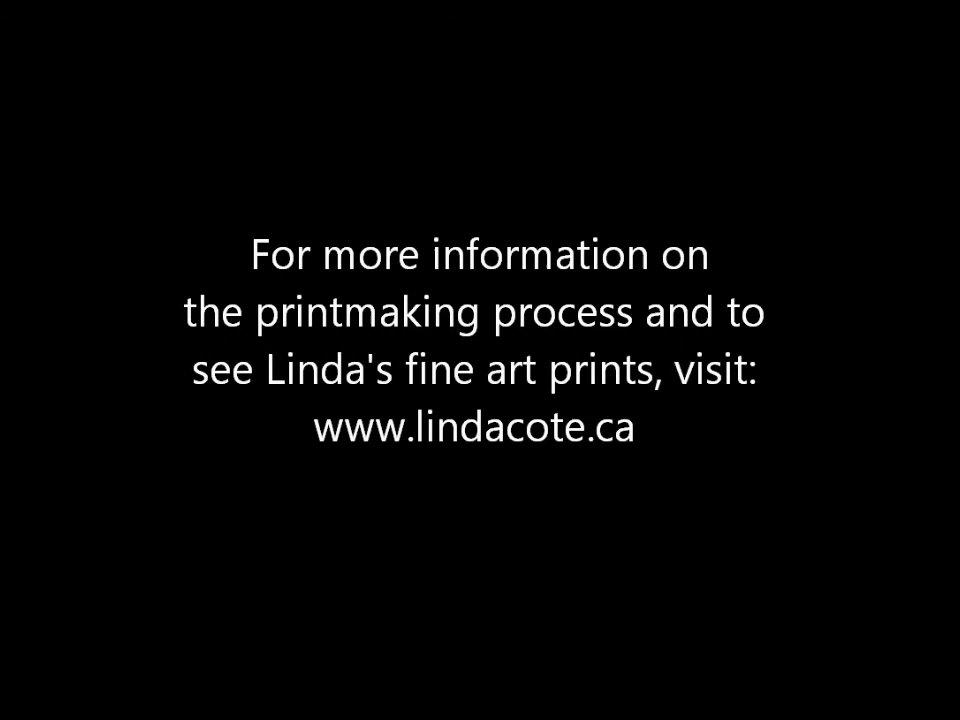 For more information on
the printmaking process and to
see Linda's fine art prints, visit:
www.lindacote.ca